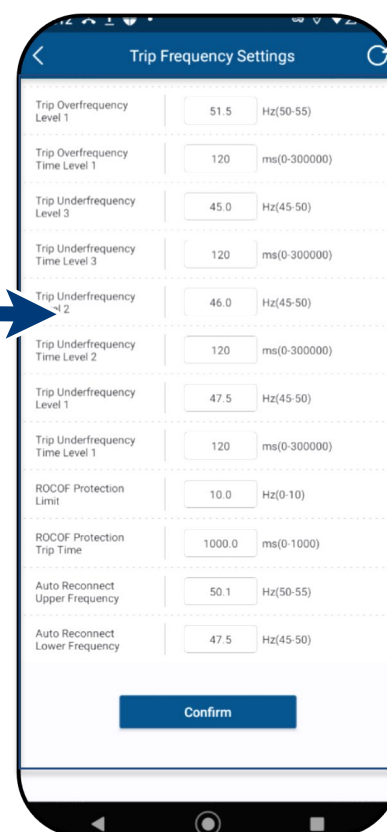 Trip Frequency Settings
Trip Overfrequency
Level 1
51.5 Hz(50-55)
Trip Overfrequency
Time Level 1
120 ms(0-300000)
Trip Underfrequency
Level 3
45.0 Hz(45-50)
Trip Underfrequency
Time Level 3
120 ms(0-300000)
Trip Underfrequency
2
46.0 Hz(45-50)
Trip Underfrequency
Time Level 2
120 ms(0-300000)
Trip Underfrequency
Level 1
47.5 Hz(45-50)
Trip Underfrequency
Time Level 1
120 ms(0-300000)
ROCOF Protection
Limit
10.0 Hz(0-10)
ROCOF Protection
Trip Time
1000.0 ms(0-1000)
Auto Reconnect
Upper Frequency
50.1 Hz(50-55)
Auto Reconnect
Lower Frequency
47.5 Hz(45-50)
Confirm